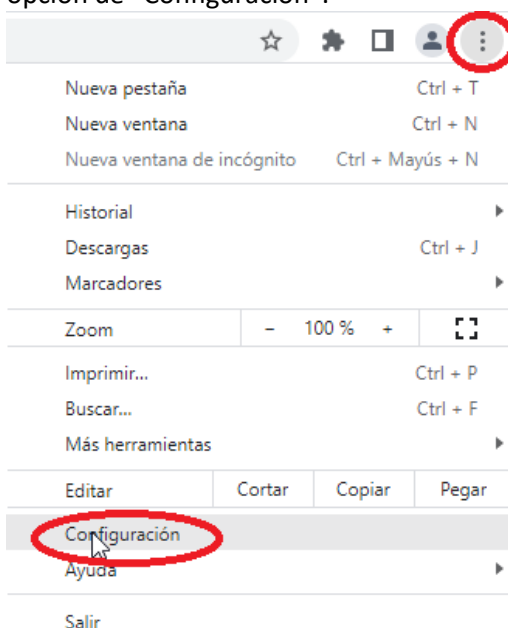 opción de "Configuración".
Nueva pestaña Ctrl + T
Nueva ventana Ctrl + N
Nueva ventana de incógnito Ctrl + Mayús + N
Historial
Descargas Ctrl + J
Marcadores
Zoom - 100 % +
Imprimir... Ctrl + P
Buscar... Ctrl + F
Más herramientas
Editar Cortar Copiar Pegar
Configuración
Ayuda
Salir